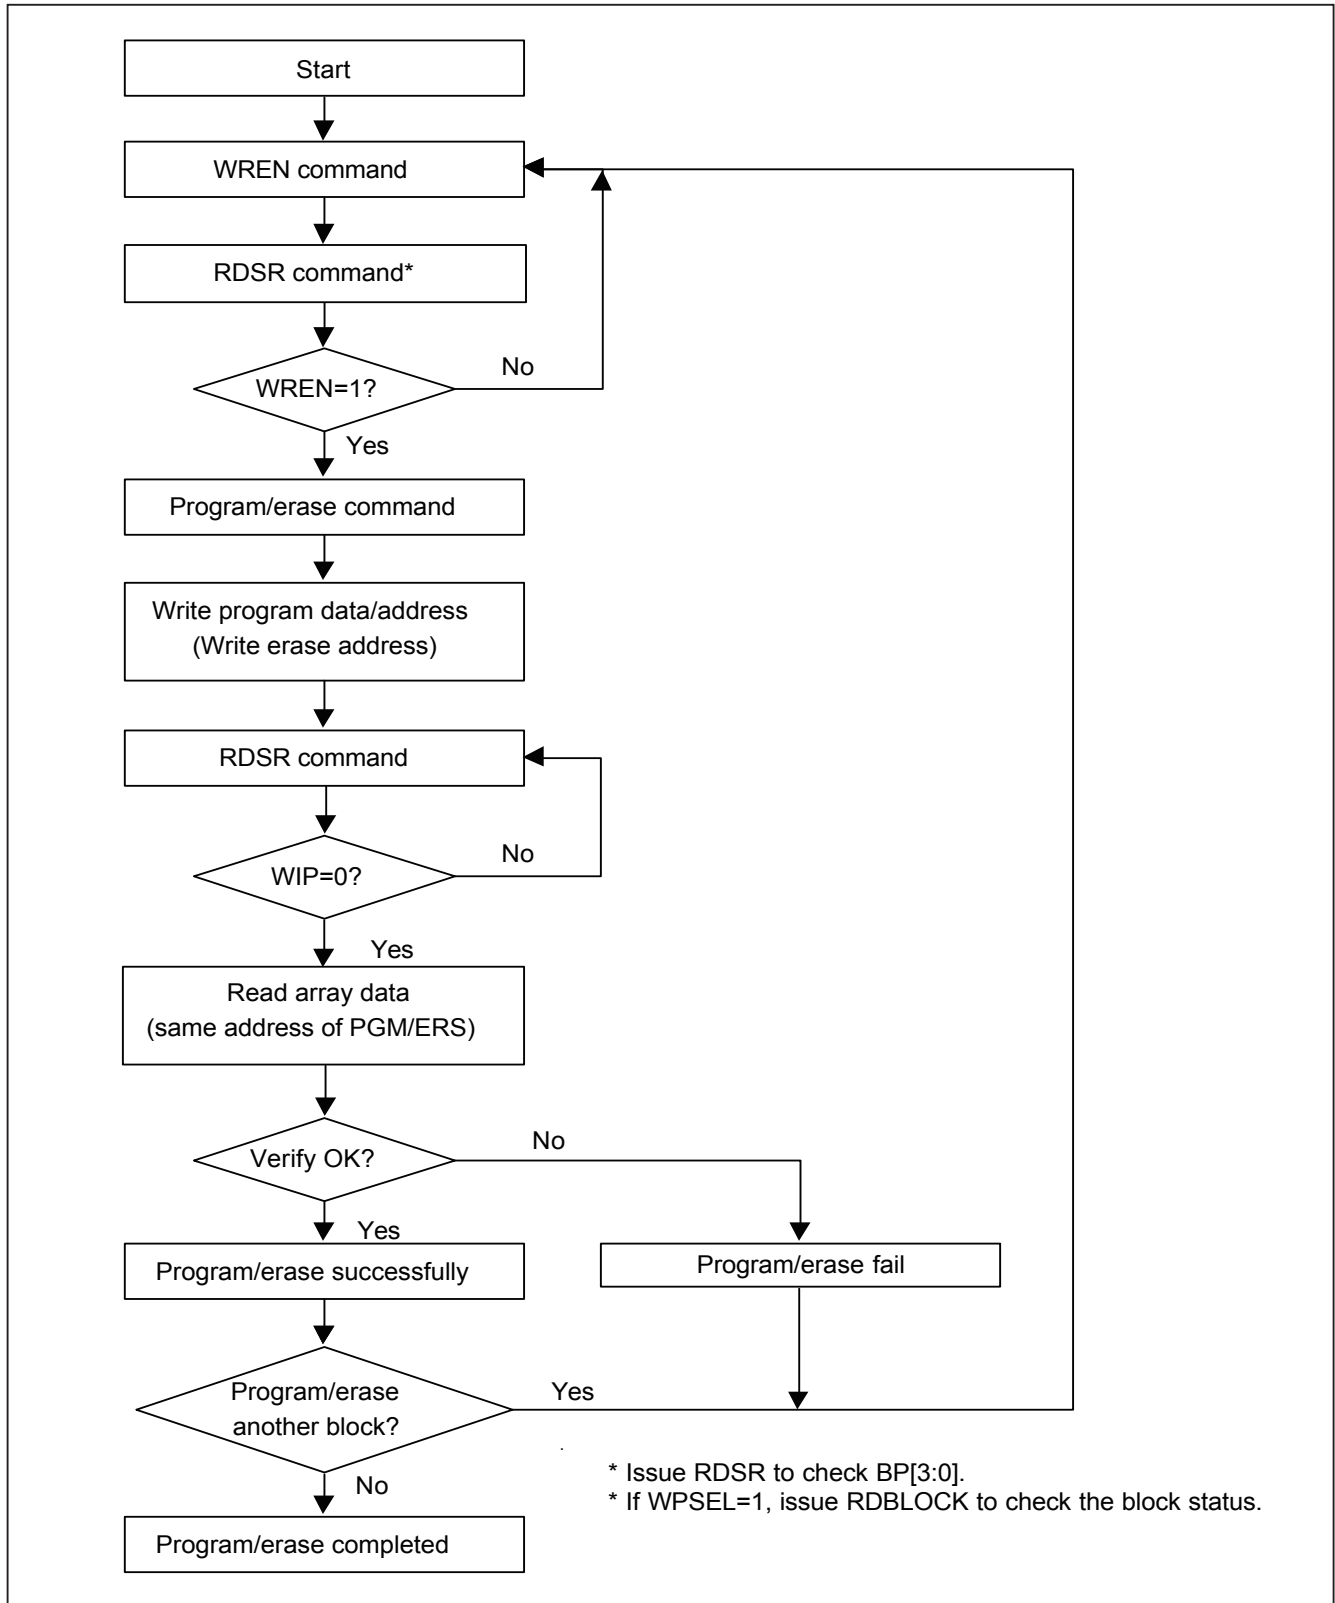 Start
WREN command
RDSR command*
WREN=1?
No
Yes
Program/erase command
Write program data/address
(Write erase address)
RDSR command
WIP=0?
No
Yes
Read array data
(same address of PGM/ERS)
Verify OK?
No
Yes
Program/erase successfully
Program/erase fail
Program/erase
another block?
Yes
No
* Issue RDSR to check BP[3:0].
* If WPSEL=1, issue RDBLOCK to check the block status.
Program/erase completed